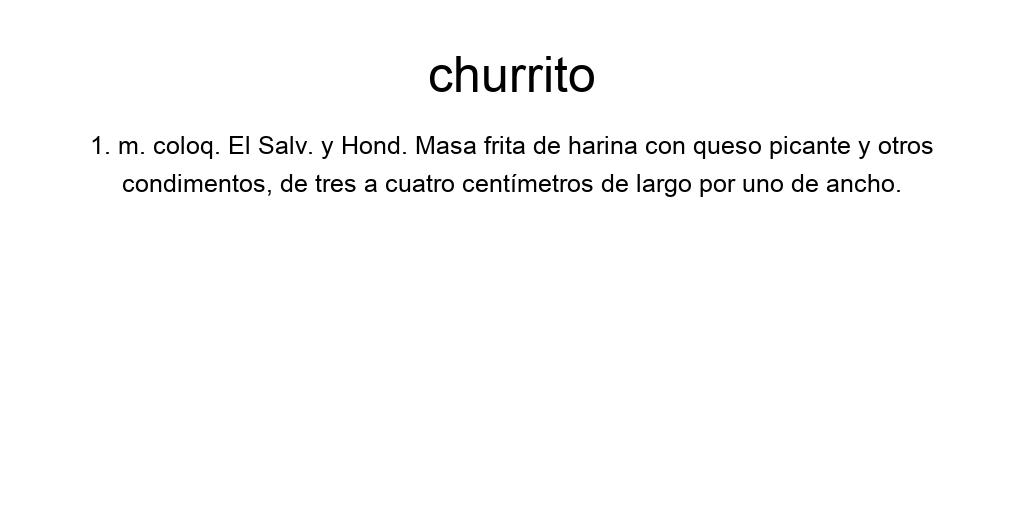 churrito
1. m. coloq. El Salv. y Hond. Masa frita de harina con queso picante y otros
condimentos, de tres a cuatro centímetros de largo por uno de ancho.